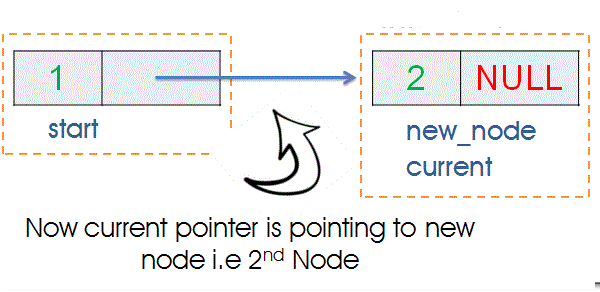 1
2 NULL
start
new_node
current
Now current pointer is pointing to new
node i.e 2nd Node